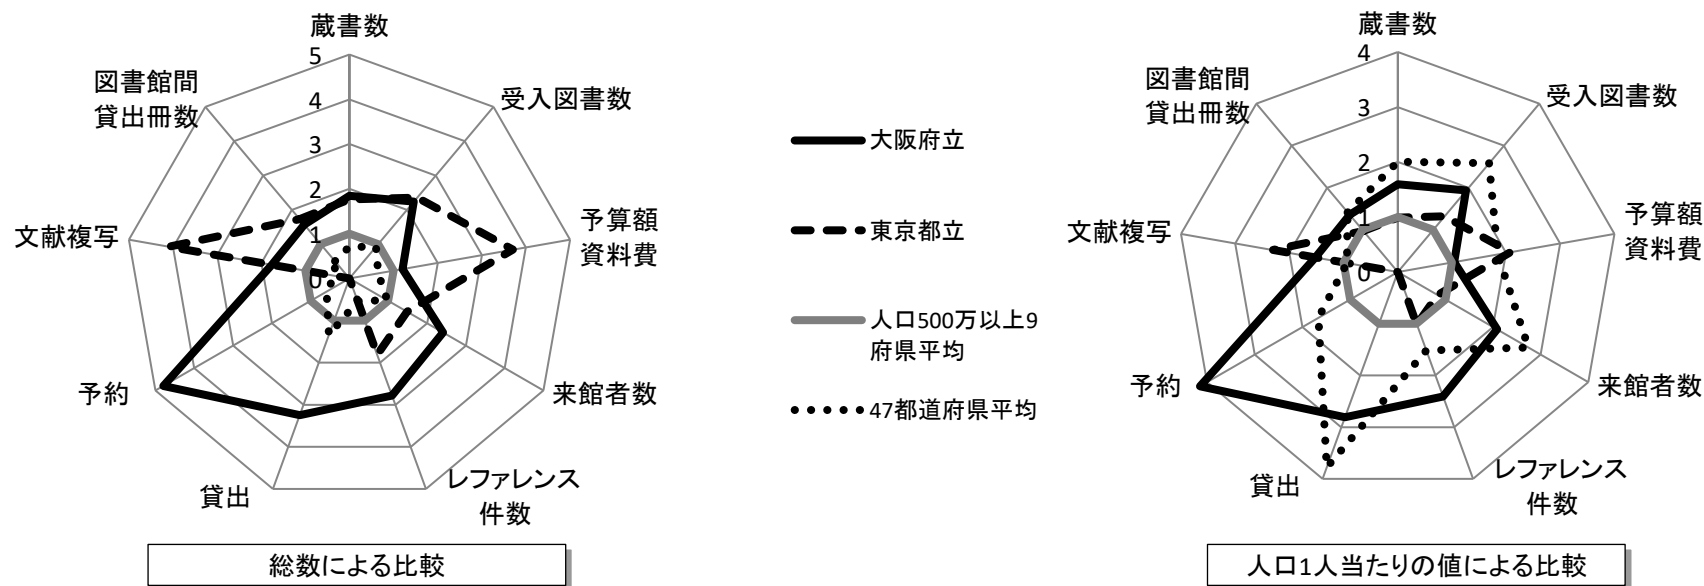 蔵書数
5
4
3
2
1
0
受入図書数
予算額
資料費
来館者数
レファレンス
件数
貸出
予約
文献複写
図書館間
貸出冊数
総数による比較
大阪府立
東京都立
人口500万以上9
府県平均
47都道府県平均
蔵書数
4
3
2
1
0
受入図書数
予算額
資料費
来館者数
レファレンス
件数
貸出
予約
文献複写
図書館間
貸出冊数
人口1人当たりの値による比較